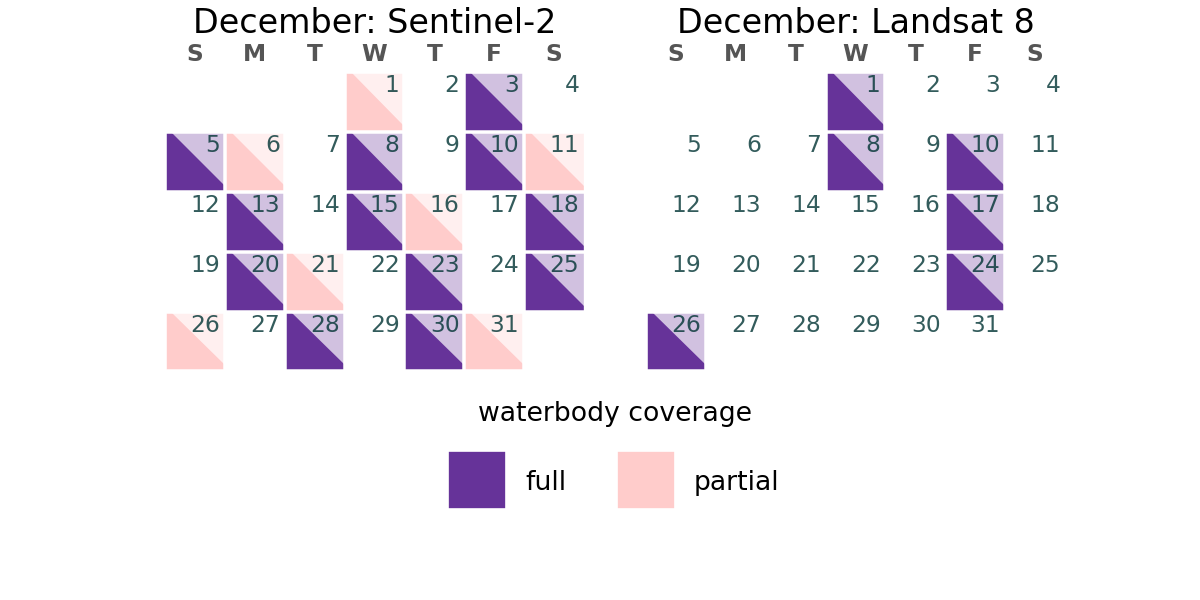 December: Sentinel-2
S M T W T F S
1 2 3 4
5 6 7 8 9 10 11
12 13 14 15 16 17 18
19 20 21 22 23 24 25
26 27 28 29 30 31
December: Landsat 8
S M T W T F S
1 2 3 4
5 6 7 8 9 10 11
12 13 14 15 16 17 18
19 20 21 22 23 24 25
26 27 28 29 30 31
waterbody coverage
full partial